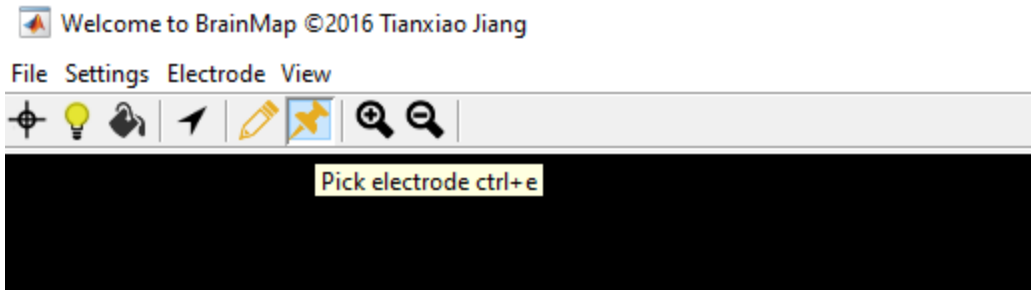 Welcome to BrainMap ©2016 Tianxiao Jiang
File Settings Electrode View
Pick electrode ctrl+e